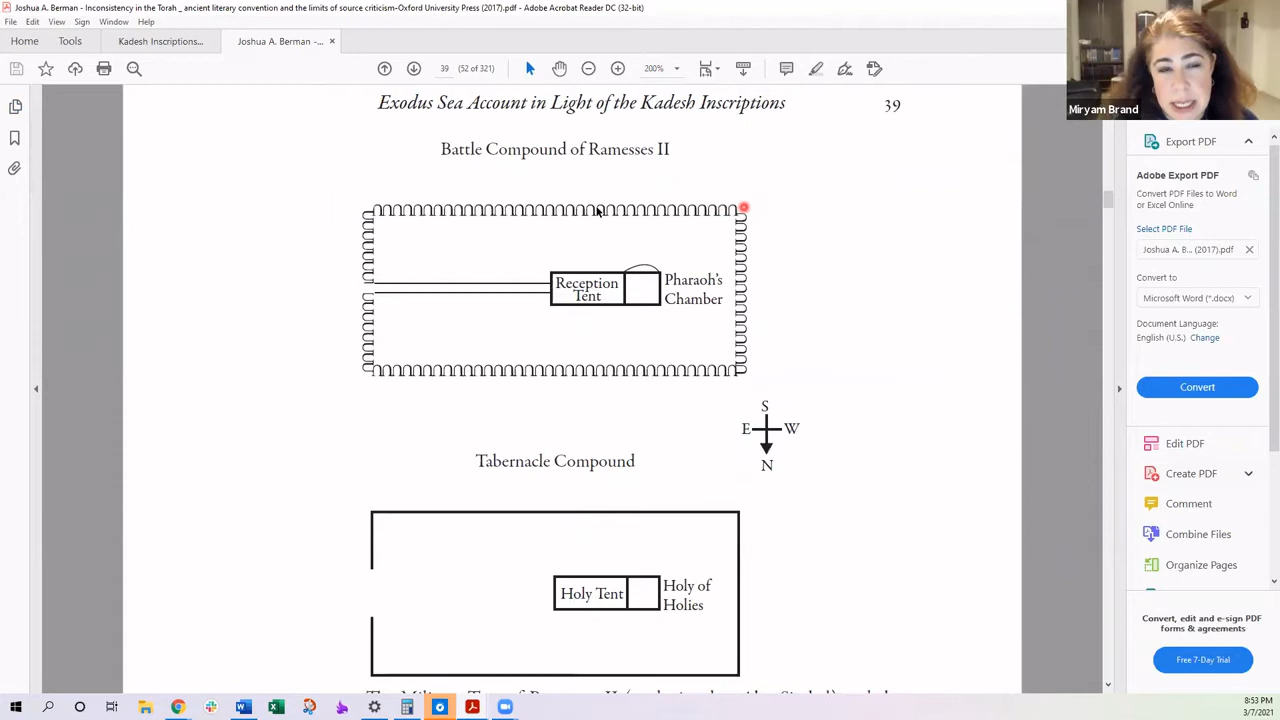 Joshua A. Berman - Inconsistency in the Torah _ ancient literary convention and the limits of source criticism-Oxford University Press (2017).pdf - Adobe Acrobat Reader DC (32-bit)
File Edit View Sign Window Help
Home Tools Kadesh Inscriptions... Joshua A. Berman -... ×
39 (52 of 321) 200%
Miryam Brand
Exodus Sea Account in Light of the Kadesh Inscriptions 39
Battle Compound of Ramesses II
Reception
Tent
Pharaoh's
Chamber
S
E W
N
Tabernacle Compound
Holy Tent
Holy of
Holies
Export PDF
Adobe Export PDF
Convert PDF Files to Word
or Excel Online
Select PDF File
Joshua A. B... (2017).pdf
Convert to
Microsoft Word (*.docx)
Document Language:
English (U.S.) Change
Convert
Edit PDF
Create PDF
Comment
Combine Files
Organize Pages
Convert, edit and e-sign PDF
forms & agreements
Free 7-Day Trial
8:53 PM
3/7/2021